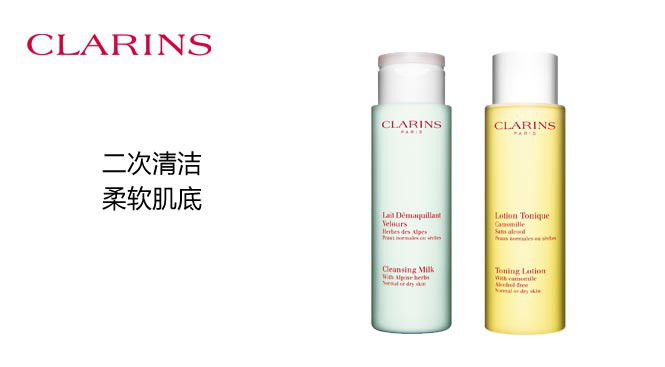 CLARINS
二次清洁
柔软肌底
CLARINS
PARIS
Lait Démaquillant
Velours
Herbes des Alpes
Peaux normales ou sèches
Cleansing Milk
With Alpine herbs
Normal or dry skin
CLARINS
PARIS
Lotion Tonique
Camomille
Sans alcool
Peaux normales ou sèches
Toning Lotion
With camomile
Alcohol free
Normal or dry skin